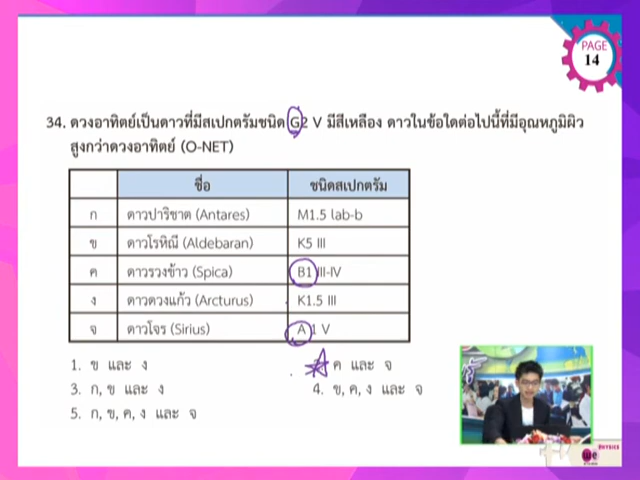 PAGE
14
34. ดวงอาทิตย์เป็นดาวที่มีสเปกตรัมชนิด G2 V มีสีเหลือง ดาวในข้อใดต่อไปนี้ที่มีอุณหภูมิผิว
สูงกว่าดวงอาทิตย์ (O-NET)
ชื่อ ชนิดสเปกตรัม
ก ดาวปาริชาต (Antares) M1.5 lab-b
ข ดาวโรหิณี (Aldebaran) K5 III
ค ดาวรวงข้าว (Spica) B1 III-IV
ง ดาวดวงแก้ว (Arcturus) K1.5 III
จ ดาวโจร (Sirius) A1 V
1. ข และ ง ค และ จ
3. ก, ข และ ง 4. ข, ค, ง และ จ
5. ก, ข, ค, ง และ จ
PHYSICS
We